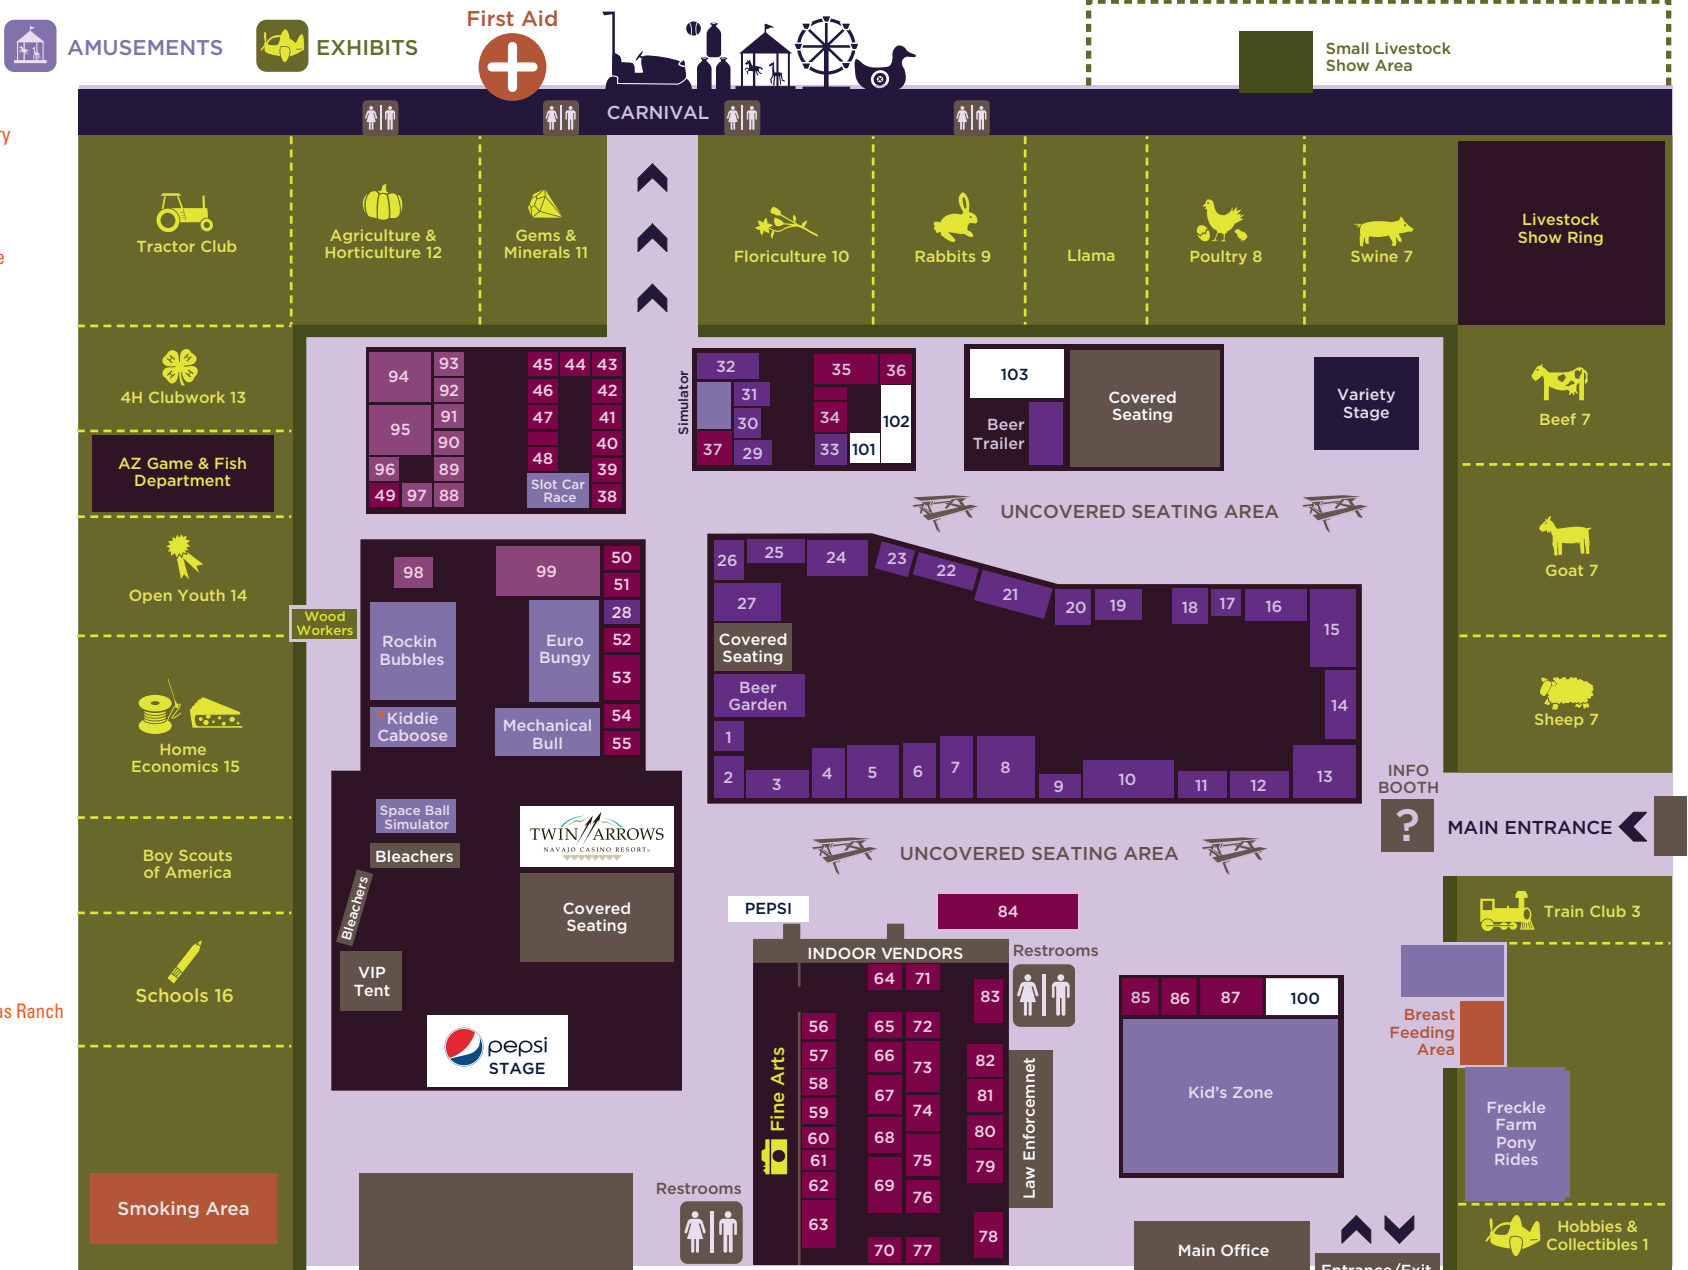 First Aid
AMUSEMENTS
EXHIBITS
Small Livestock
Show Area
CARNIVAL
ry
e
as Ranch
Tractor Club
Agriculture &
Horticulture 12
Gems &
Minerals 11
Floriculture 10
Rabbits 9
Llama
Poultry 8
Swine 7
Livestock
Show Ring
4H Clubwork 13
AZ Game & Fish
Department
Open Youth 14
Wood
Workers
Home
Economics 15
Boy Scouts
of America
Schools 16
Smoking Area
94
93
92
95
91
90
96
89
49
97
88
45
44
43
46
42
47
41
40
48
39
Slot Car
Race
38
Simulator
32
31
30
37
29
35
36
34
102
33
101
103
Beer
Trailer
Covered
Seating
Variety
Stage
Beef 7
Goat 7
Sheep 7
UNCOVERED SEATING AREA
98
99
50
51
28
52
53
54
55
Rockin
Bubbles
Euro
Bungy
*Kiddie
Caboose
Mechanical
Bull
26
25
24
23
22
21
20
19
18
17
16
15
27
Covered
Seating
Beer
Garden
14
1
2
3
4
5
6
7
8
9
10
11
12
13
INFO
BOOTH
?
MAIN ENTRANCE
Space Ball
Simulator
Bleachers
Bleachers
TWIN ARROWS
NAVAJO CASINO RESORT
Covered
Seating
VIP
Tent
pepsi
STAGE
UNCOVERED SEATING AREA
PEPSI
84
INDOOR VENDORS
Restrooms
64
71
83
56
65
72
57
66
73
82
58
67
81
59
74
60
68
80
61
75
79
62
69
76
63
78
70
77
Fine Arts
Law Enforcemnet
Restrooms
85
86
87
100
Kid's Zone
Train Club 3
Breast
Feeding
Area
Freckle
Farm
Pony
Rides
Hobbies &
Collectibles 1
Main Office
Entrance/Exit